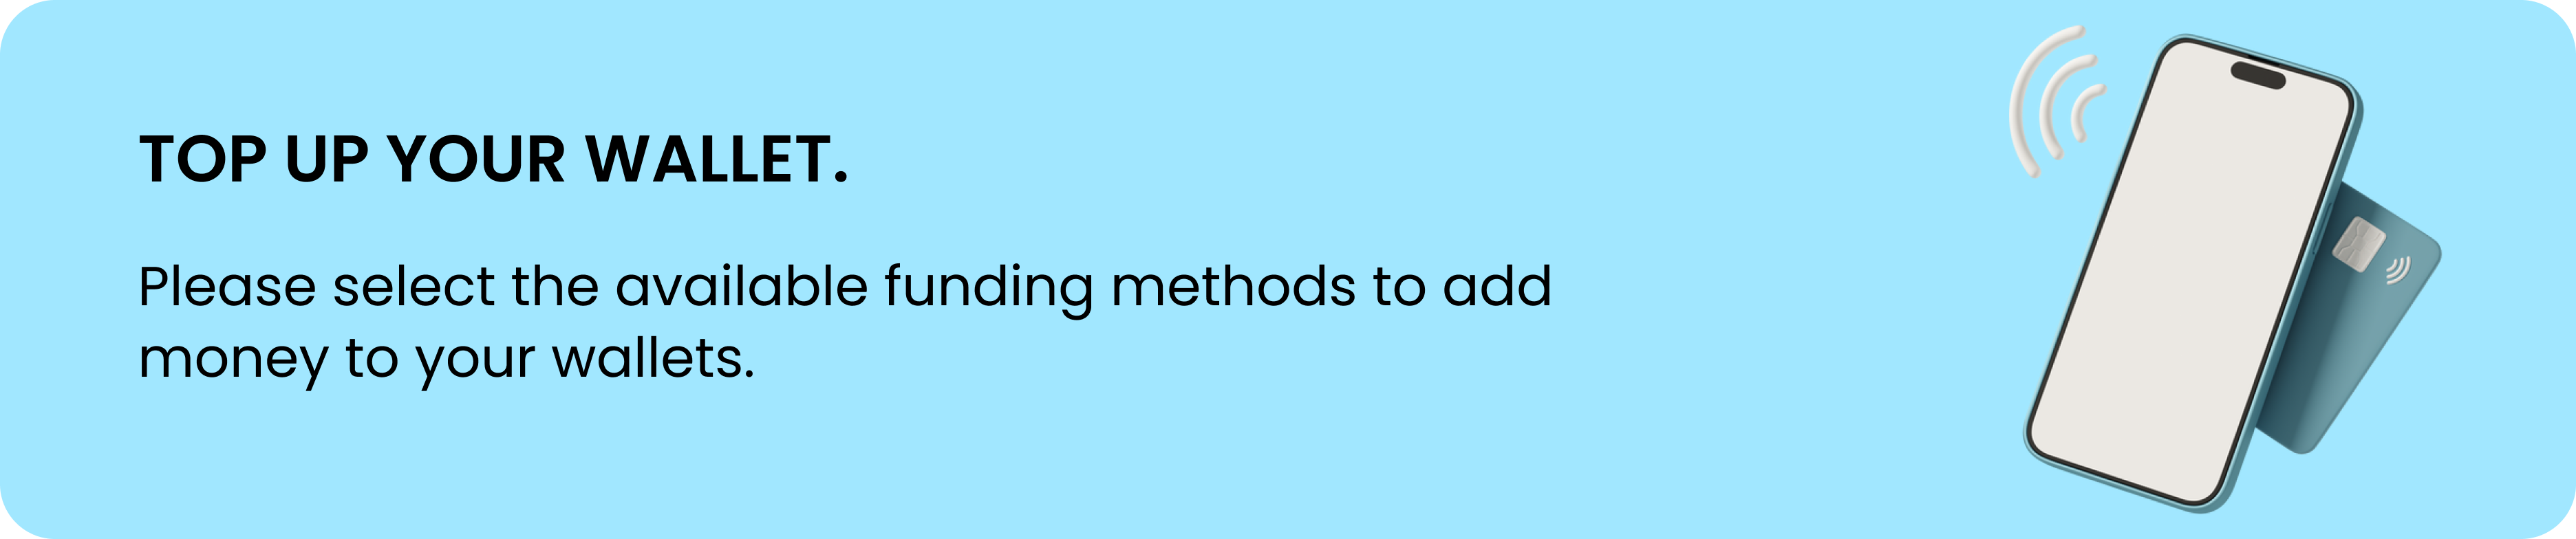 TOP UP YOUR WALLET.
Please select the available funding methods to add
money to your wallets.